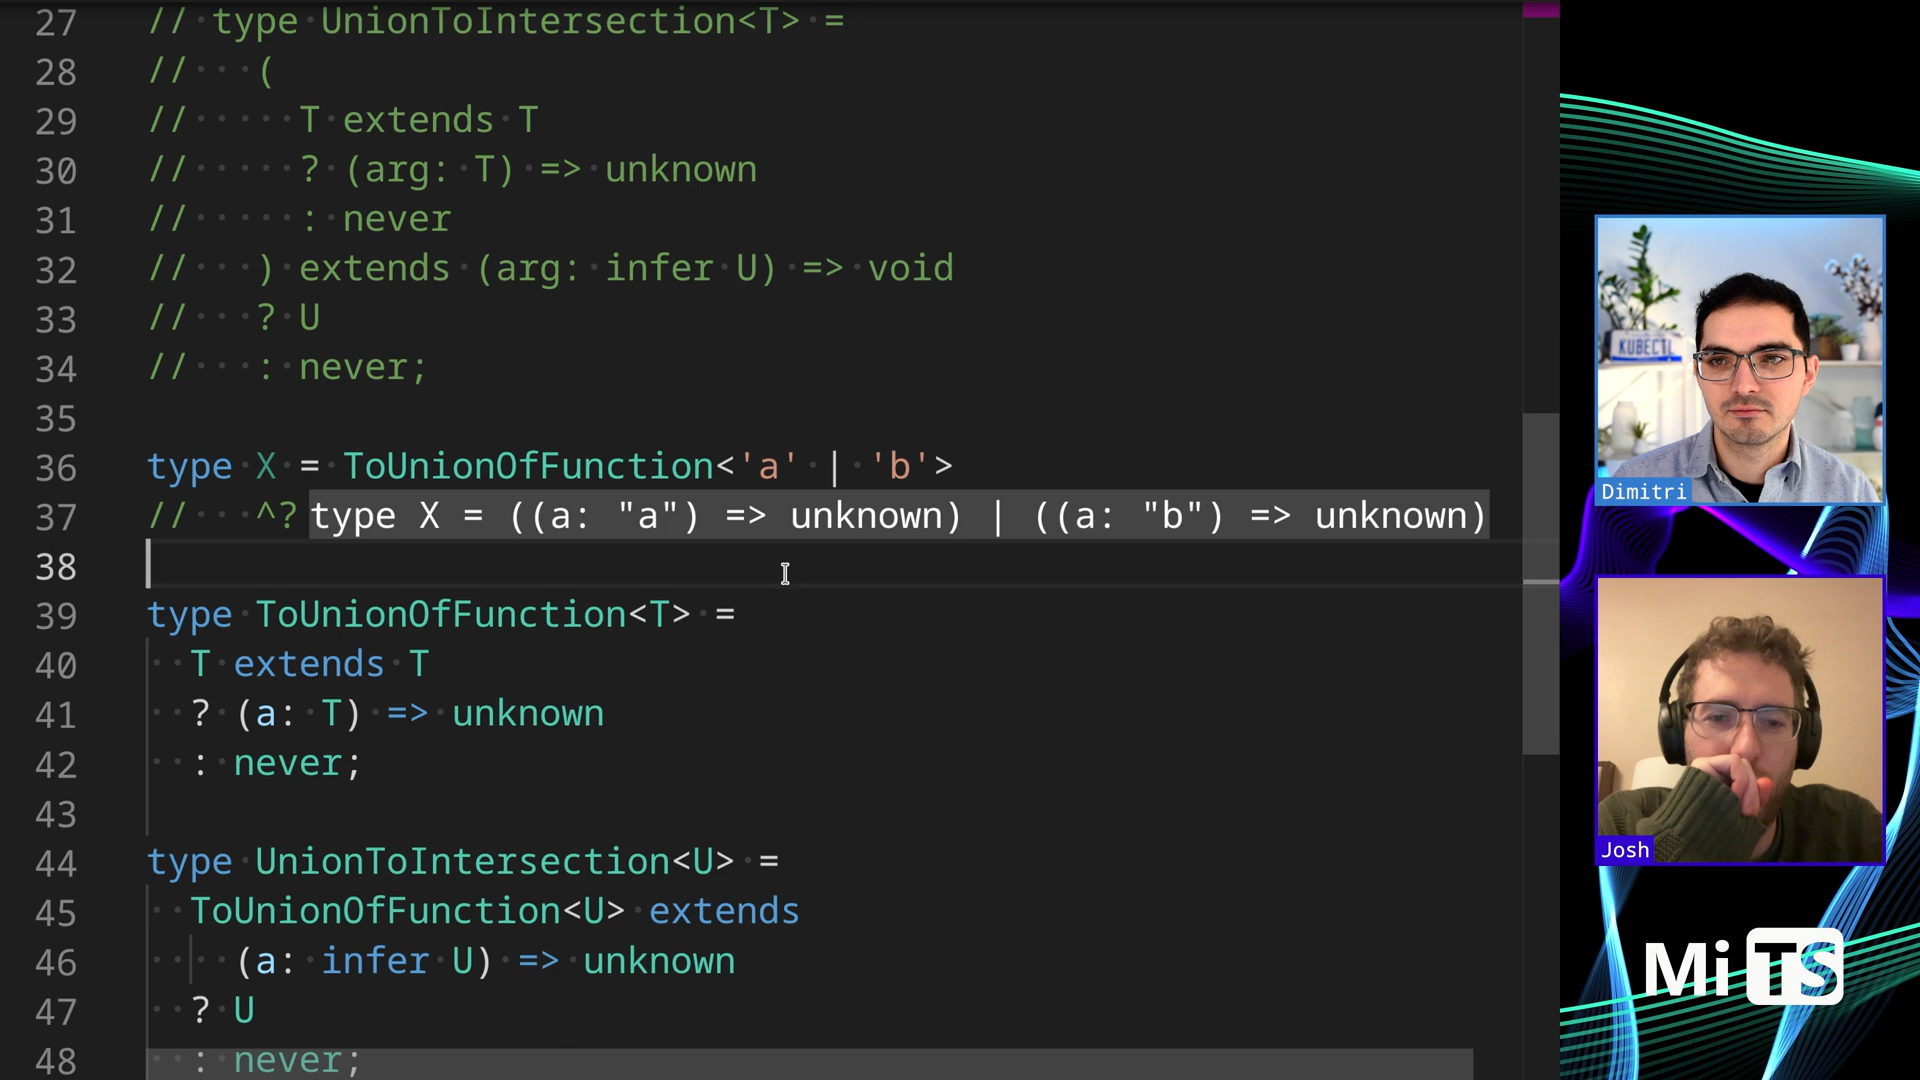 27 // type UnionToIntersection<T> =
28 // (
29 // T extends T
30 // ? (arg: T) => unknown
31 // : never
32 // ) extends (arg: infer U) => void
33 // ? U
34 // : never;
35
36 type X = ToUnionOfFunction<'a' | 'b'>
37 // ^? type X = ((a: "a") => unknown) | ((a: "b") => unknown)
38
39 type ToUnionOfFunction<T> =
40 T extends T
41 ? (a: T) => unknown
42 : never;
43
44 type UnionToIntersection<U> =
45 ToUnionOfFunction<U> extends
46 (a: infer U) => unknown
47 ? U
48 : never;
KUBECTL
Dimitri
Josh
Mi TS